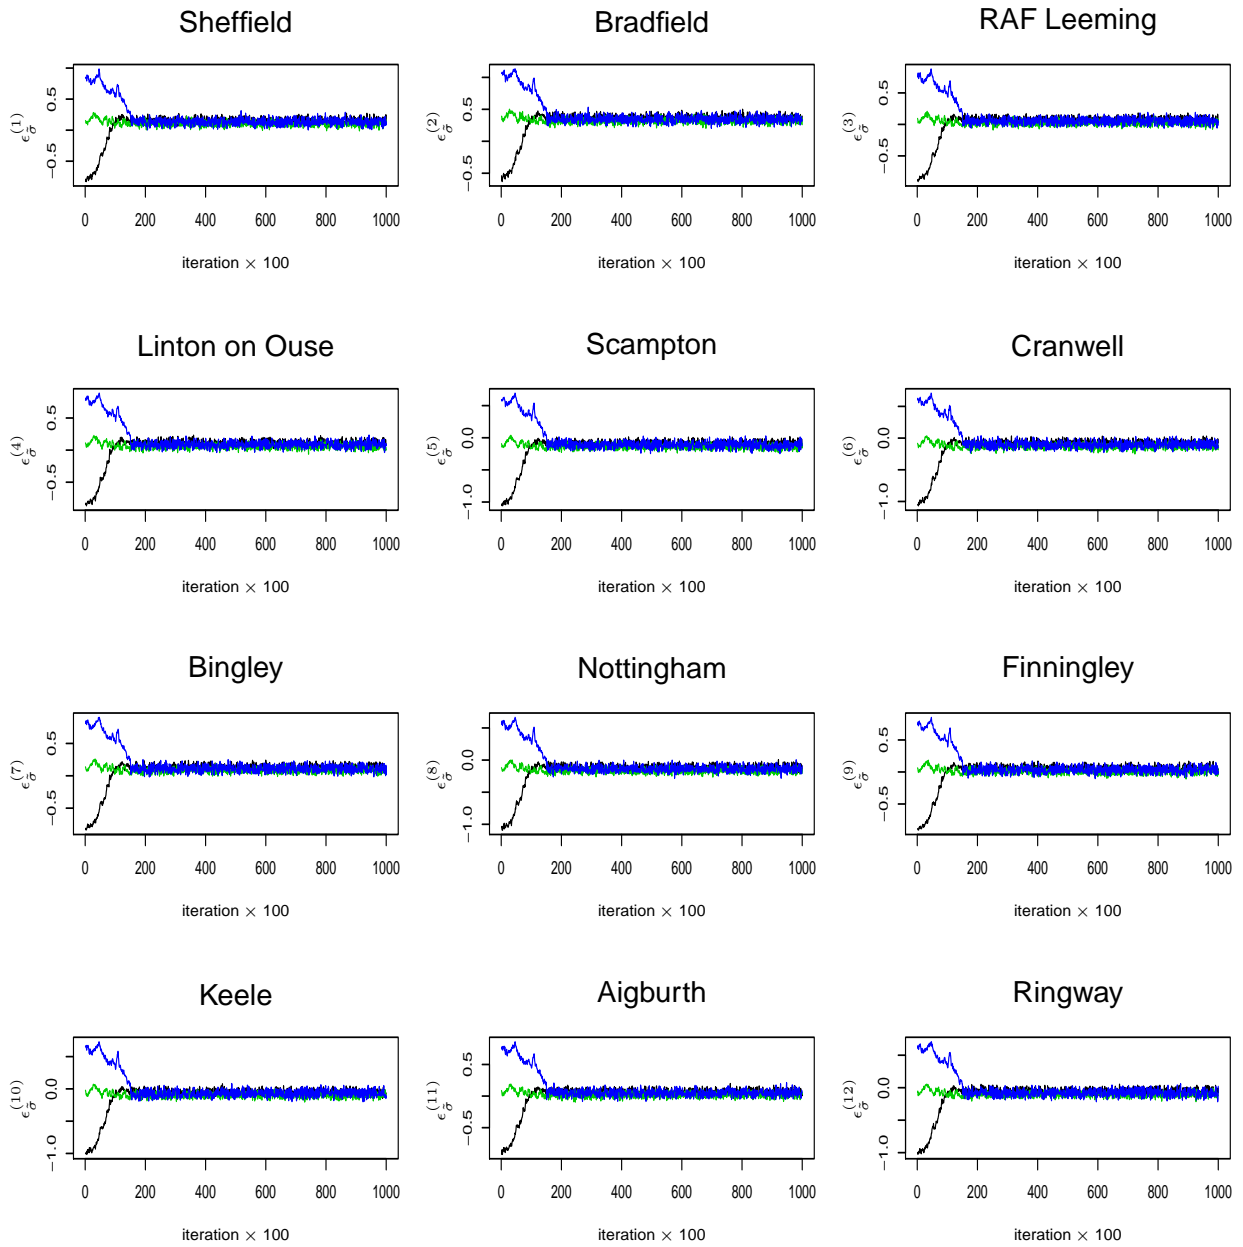 Sheffield
Bradfield
RAF Leeming
ϵ_σ̃^(1)
−0.5 0.5
0 200 400 600 800 1000
iteration × 100
ϵ_σ̃^(2)
−0.5 0.5
0 200 400 600 800 1000
iteration × 100
ϵ_σ̃^(3)
−0.5 0.5
0 200 400 600 800 1000
iteration × 100
Linton on Ouse
Scampton
Cranwell
ϵ_σ̃^(4)
−0.5 0.5
0 200 400 600 800 1000
iteration × 100
ϵ_σ̃^(5)
−1.0 0.0
0 200 400 600 800 1000
iteration × 100
ϵ_σ̃^(6)
−1.0 0.0
0 200 400 600 800 1000
iteration × 100
Bingley
Nottingham
Finningley
ϵ_σ̃^(7)
−0.5 0.5
0 200 400 600 800 1000
iteration × 100
ϵ_σ̃^(8)
−1.0 0.0
0 200 400 600 800 1000
iteration × 100
ϵ_σ̃^(9)
−0.5 0.5
0 200 400 600 800 1000
iteration × 100
Keele
Aigburth
Ringway
ϵ_σ̃^(10)
−1.0 0.0
0 200 400 600 800 1000
iteration × 100
ϵ_σ̃^(11)
−0.5 0.5
0 200 400 600 800 1000
iteration × 100
ϵ_σ̃^(12)
−1.0 0.0
0 200 400 600 800 1000
iteration × 100